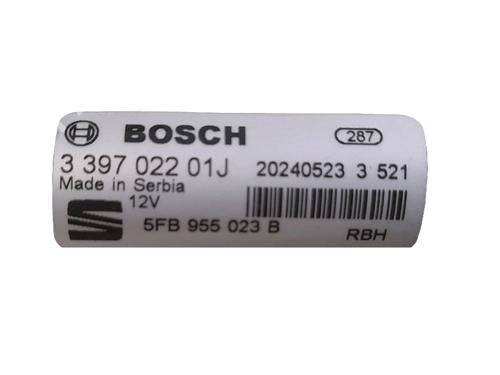 BOSCH 287
3 397 022 01J 20240523 3 521
Made in Serbia
12V
5FB 955 023 B RBH